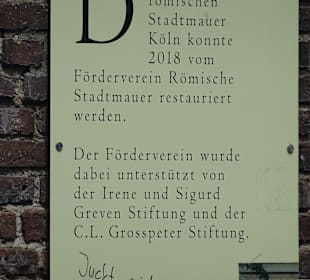 D
römischen
Stadtmauer
Köln konnte
2018 vom
Förderverein Römische
Stadtmauer restauriert
werden.
Der Förderverein wurde
dabei unterstützt von
der Irene und Sigurd
Greven Stiftung und der
C.L. Grosspeter Stiftung.